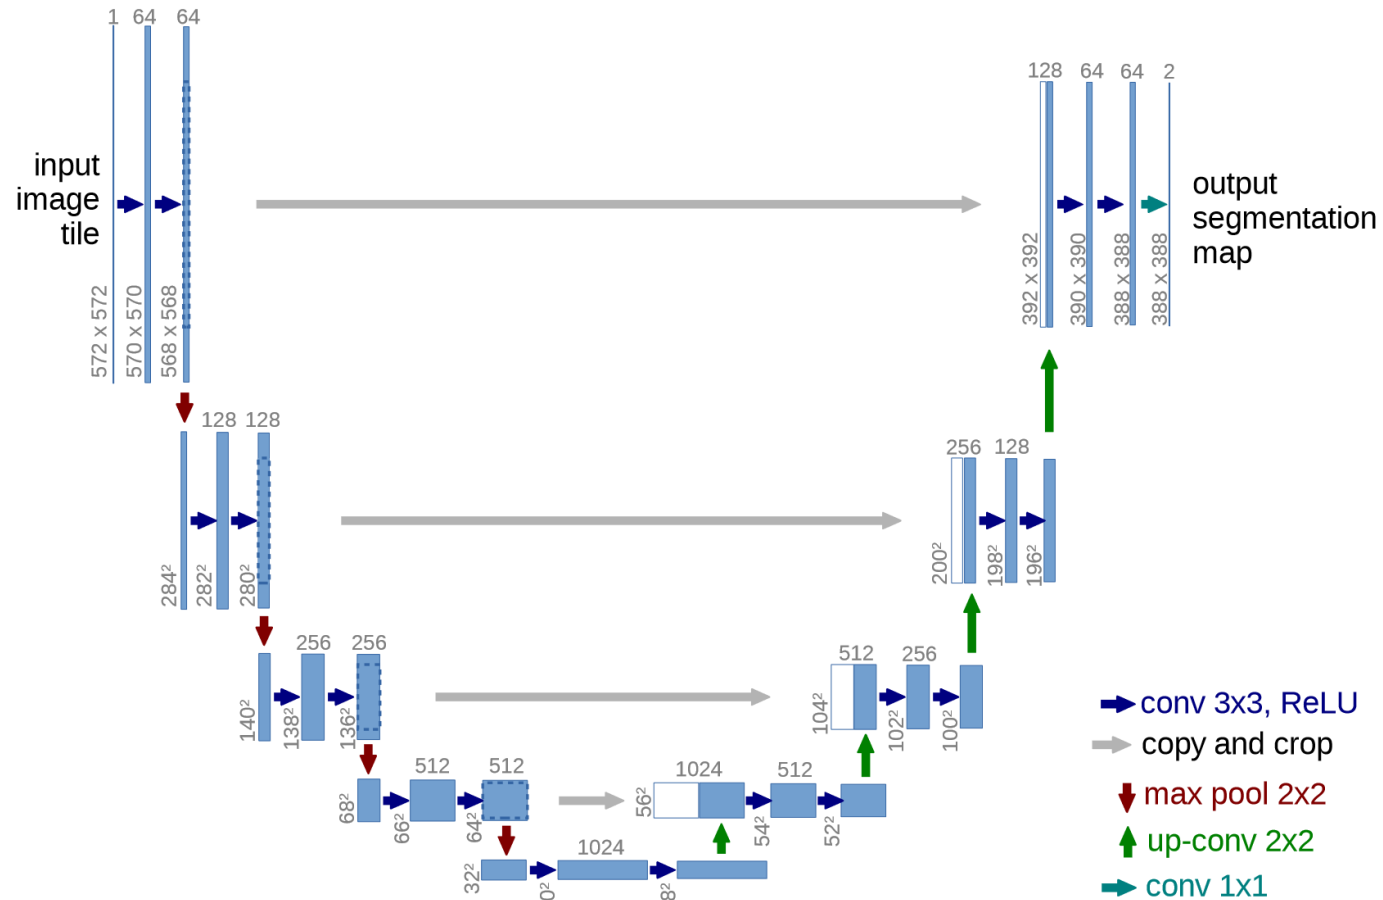 1 64 64
128 64 64 2
input
image
tile
output
segmentation
map
572 x 572
570 x 570
568 x 568
392 x 392
390 x 390
388 x 388
388 x 388
128 128
256 128
284²
282²
280²
200²
198²
196²
256 256
512 256
140²
138²
136²
104²
102²
100²
conv 3x3, ReLU
copy and crop
max pool 2x2
up-conv 2x2
conv 1x1
512 512
1024 512
68²
66²
64²
56²
54²
52²
1024
32²
0²
8²